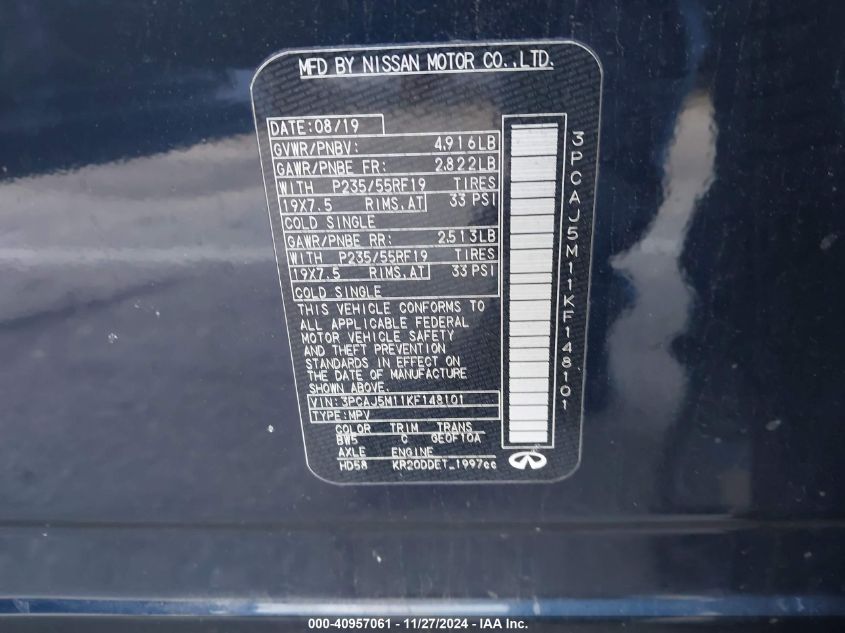 MFD BY NISSAN MOTOR CO.,LTD.
DATE:08/19
GVWR/PNBV: 4,916LB
GAWR/PNBE FR: 2,822LB
WITH P235/55RF19 TIRES
19X7.5 RIMS,AT 33 PSI
COLD SINGLE
GAWR/PNBE RR: 2,513LB
WITH P235/55RF19 TIRES
19X7.5 RIMS,AT 33 PSI
COLD SINGLE
THIS VEHICLE CONFORMS TO
ALL APPLICABLE FEDERAL
MOTOR VEHICLE SAFETY
AND THEFT PREVENTION
STANDARDS IN EFFECT ON
THE DATE OF MANUFACTURE
SHOWN ABOVE.
VIN:3PCAJ5M11KF148101
TYPE:MPV
COLOR TRIM TRANS
BW5 C GE0F10A
AXLE ENGINE
HD58 KR20DDET_1997cc
3PCAJ5M11KF148101
000-40957061 - 11/27/2024 - © IAA Inc.